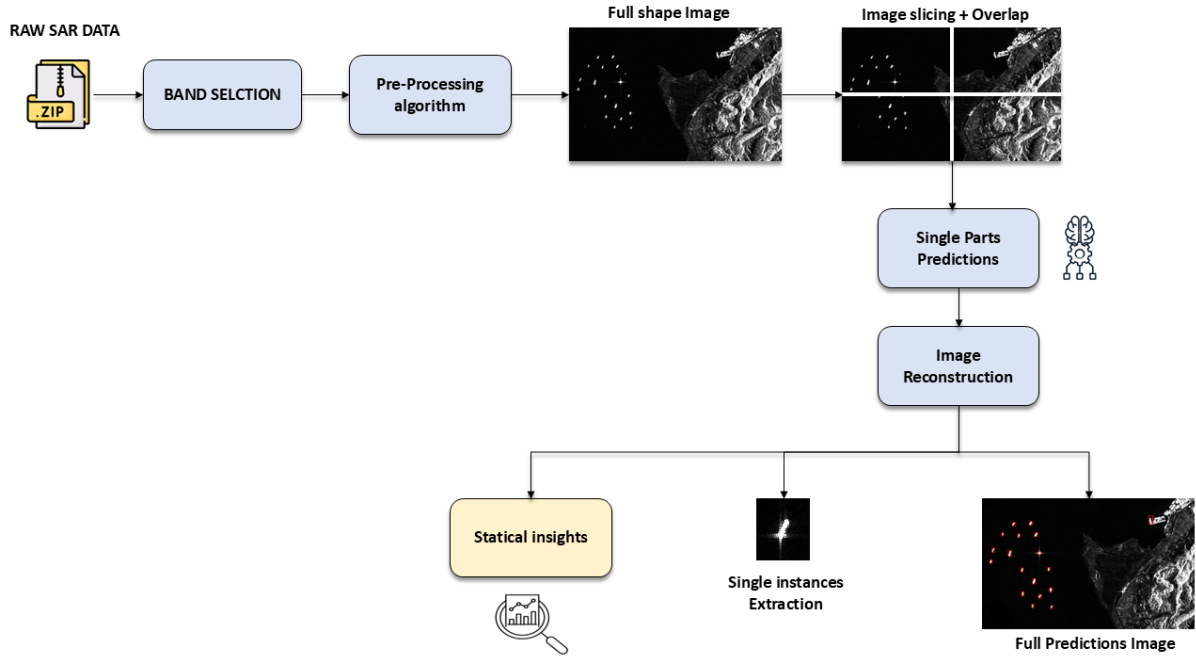 RAW SAR DATA
.ZIP
BAND SELCTION
Pre-Processing
algorithm
Full shape Image
Image slicing + Overlap
Single Parts
Predictions
Image
Reconstruction
Statical insights
Single instances
Extraction
Full Predictions Image